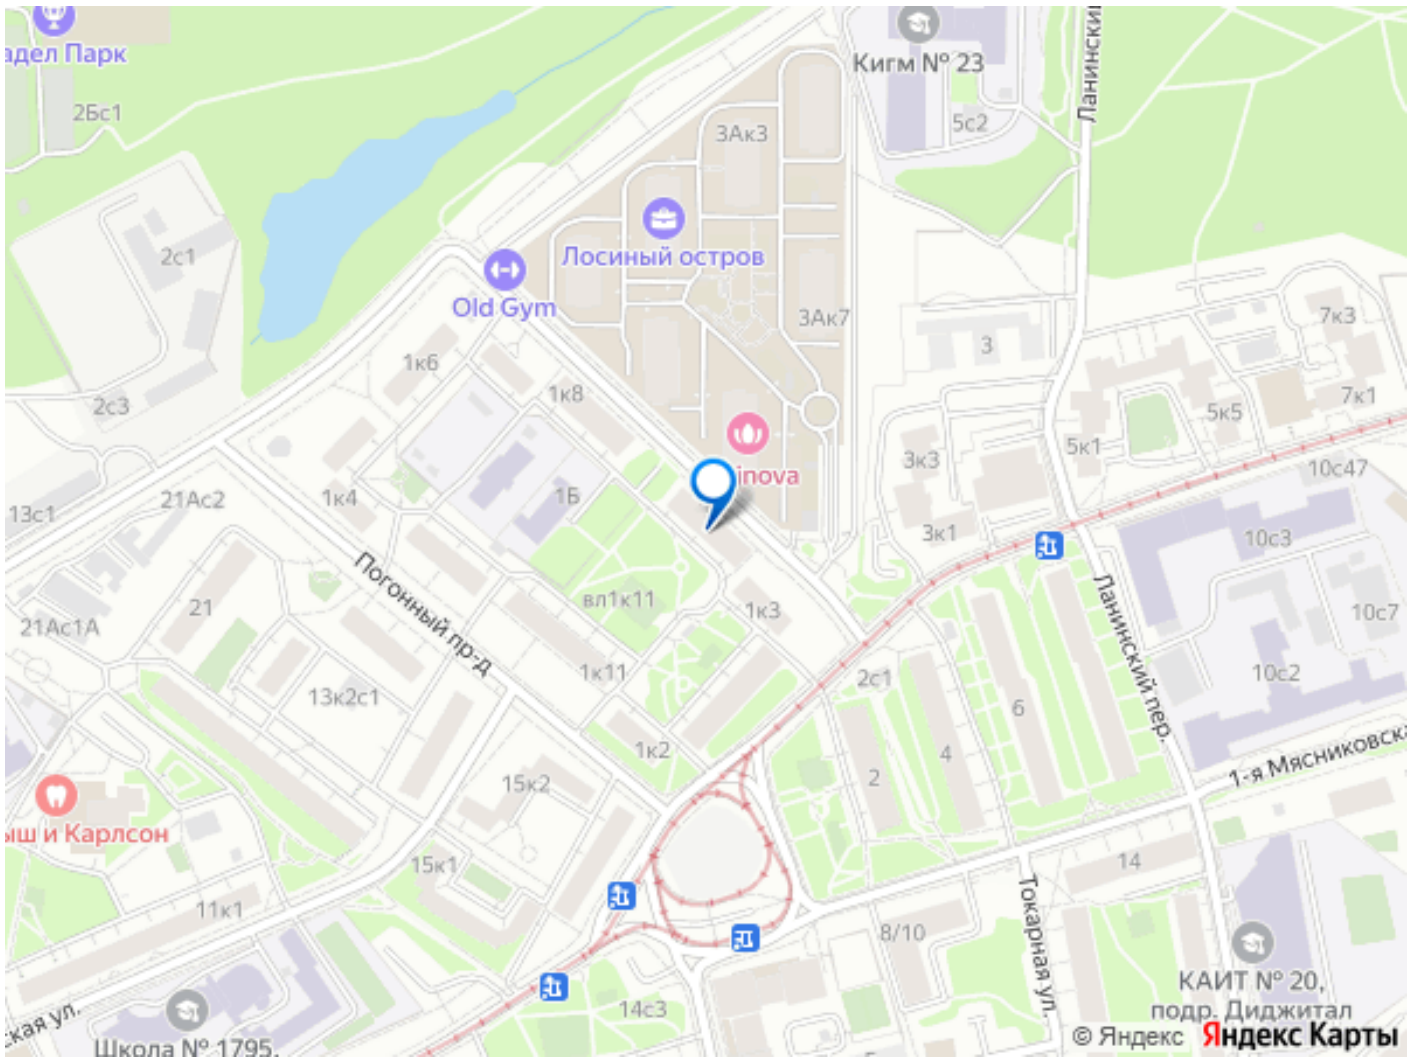 адел Парк
2Бс1
Кигм № 23
5с2
Ланинский
3Ак3
2с1
Лосиный остров
Old Gym
3Ак7
3
7к3
1к6
1к8
2с3
7к1
5к5
5к1
inova
3к3
10с47
13с1
21Ас2
1к4
1Б
3к1
10с3
Погонный пр-д
вл1к11
1к3
Ланинский пер.
10с7
21
21Ас1А
1к11
2с1
10с2
13к2с1
6
1к2
4
2
1-я Мясниковска
15к2
ыш и Карлсон
15к1
14
11к1
Токарная ул.
8/10
КАИТ № 20,
подр. Диджитал
14с3
ская ул.
Школа № 1795,
© Яндекс Яндекс Карты